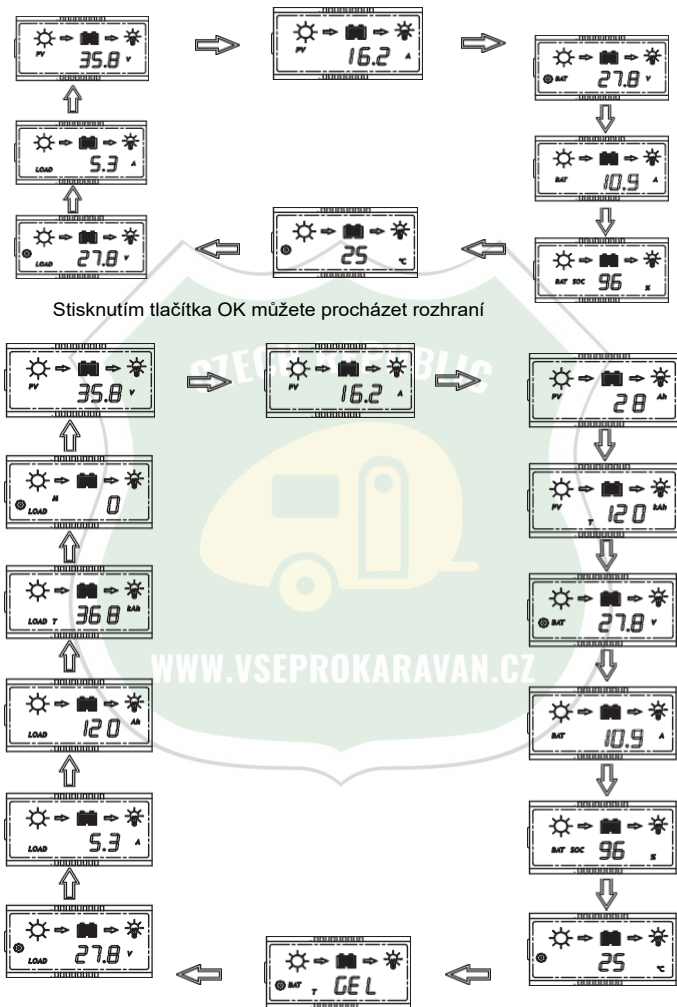 PV 35.8 V
PV 16.2 A
BAT 27.8 V
BAT 10.9 A
BAT SOC 96 %
25 °C
LOAD 27.8 V
LOAD 5.3 A
Stisknutím tlačítka OK můžete procházet rozhraní
CZECH REPUBLIC
PV 35.8 V
PV 16.2 A
PV 28 Ah
PV T 120 kAh
BAT 27.8 V
BAT 10.9 A
BAT SOC 96 %
25 °C
BAT T GEL
LOAD 27.8 V
LOAD 5.3 A
LOAD 120 Ah
LOAD T 368 kAh
LOAD M 0
WWW.VSEPROKARAVAN.CZ